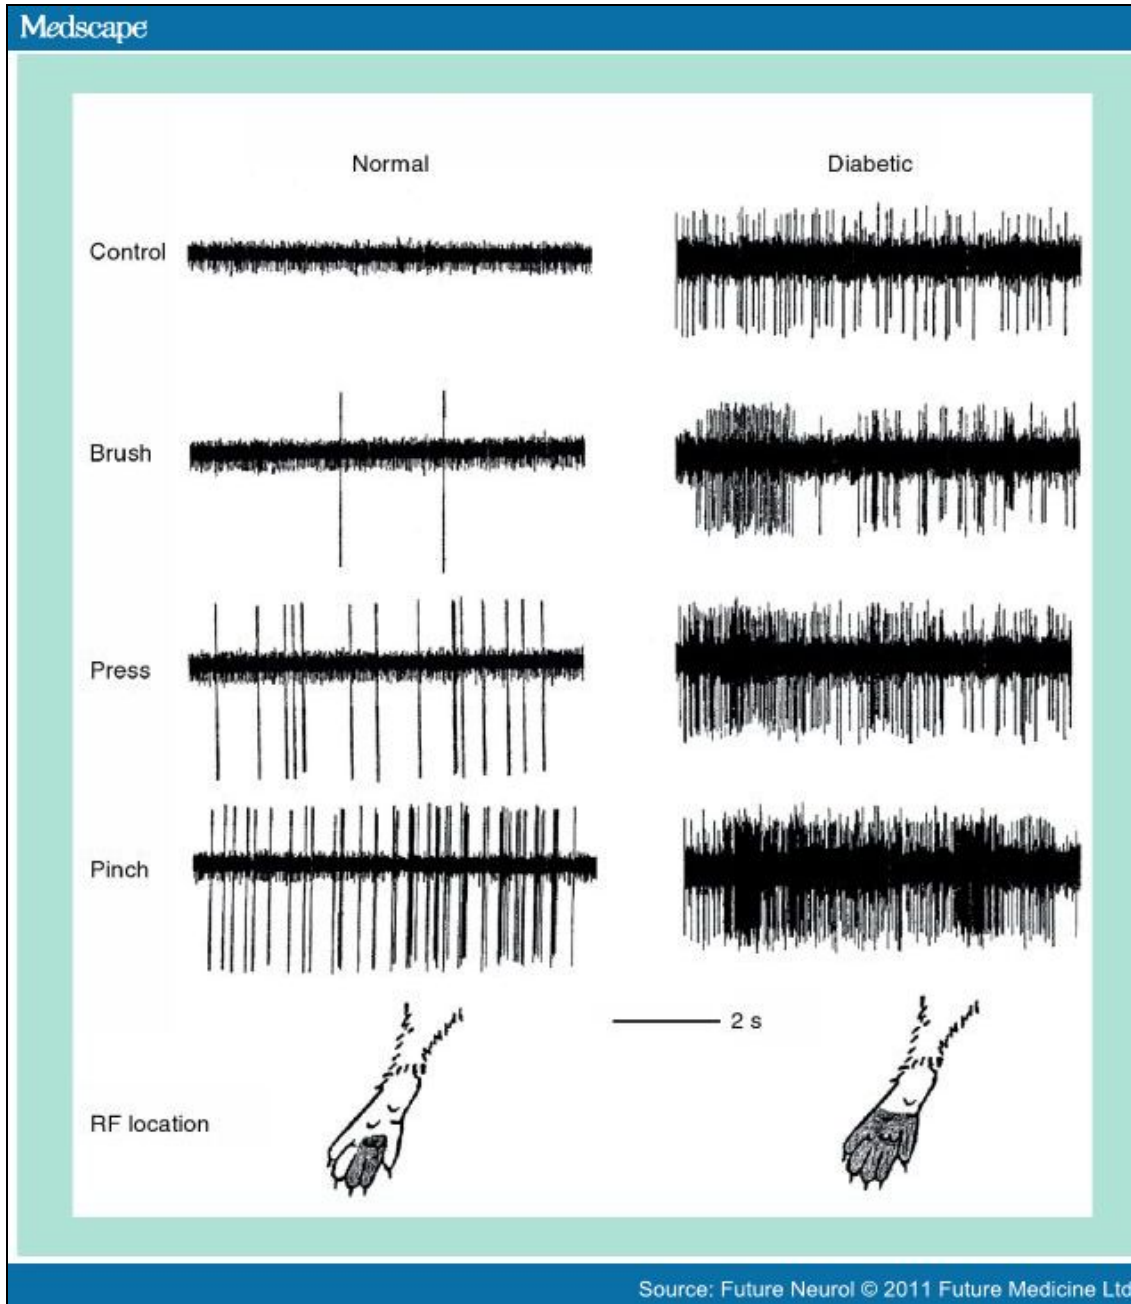 Medscape
Normal Diabetic
Control
Brush
Press
Pinch
2 s
RF location
Source: Future Neurol © 2011 Future Medicine Ltd